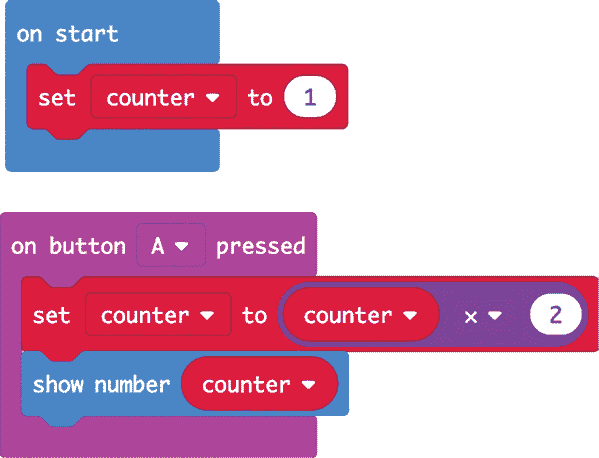 on start
set counter to 1
on button A pressed
set counter to counter × 2
show number counter